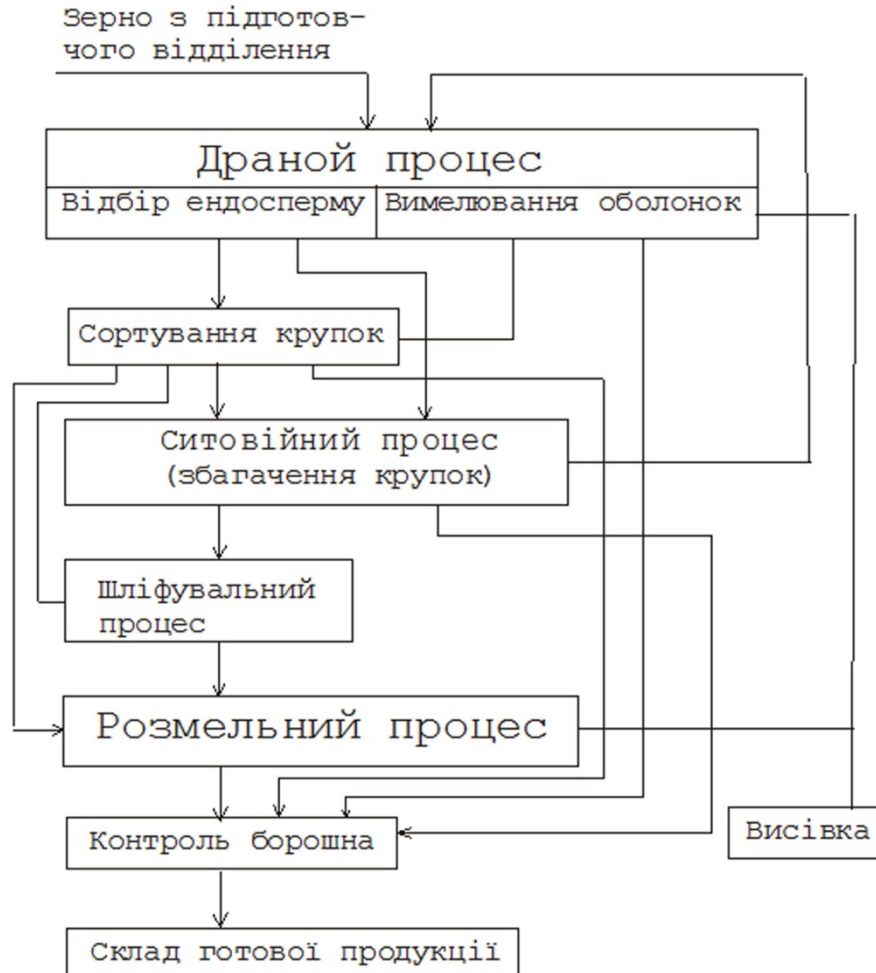 Зерно з підготов-
чого відділення
Драной процес
Відбір ендосперму
Вимелювання оболонок
Сортування крупок
Ситовійний процес
(збагачення крупок)
Шліфувальний
процес
Розмельний процес
Контроль борошна
Висівка
Склад готової продукції